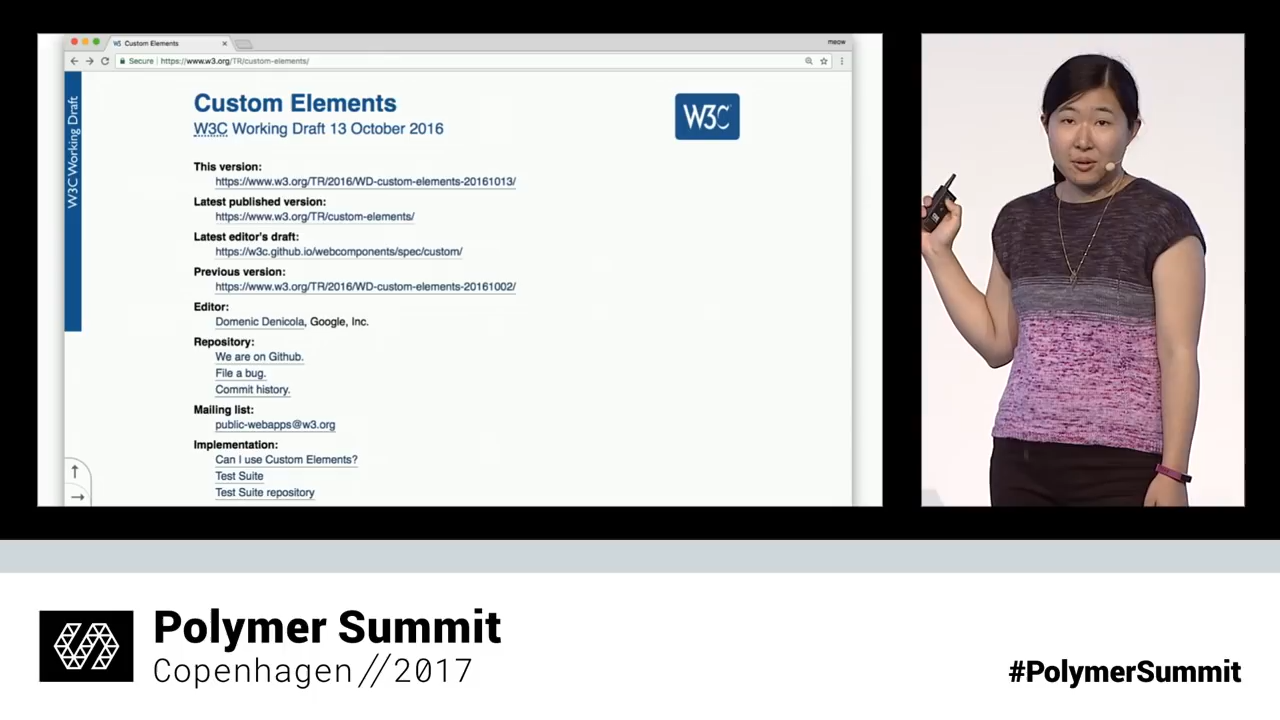 Custom Elements
meow
Secure | https://www.w3.org/TR/custom-elements/
W3C Working Draft
Custom Elements
W3C Working Draft 13 October 2016
W3C
This version:
https://www.w3.org/TR/2016/WD-custom-elements-20161013/
Latest published version:
https://www.w3.org/TR/custom-elements/
Latest editor's draft:
https://w3c.github.io/webcomponents/spec/custom/
Previous version:
https://www.w3.org/TR/2016/WD-custom-elements-20161002/
Editor:
Domenic Denicola, Google, Inc.
Repository:
We are on Github.
File a bug.
Commit history.
Mailing list:
public-webapps@w3.org
Implementation:
Can I use Custom Elements?
Test Suite
Test Suite repository
Polymer Summit
Copenhagen //2017
#PolymerSummit